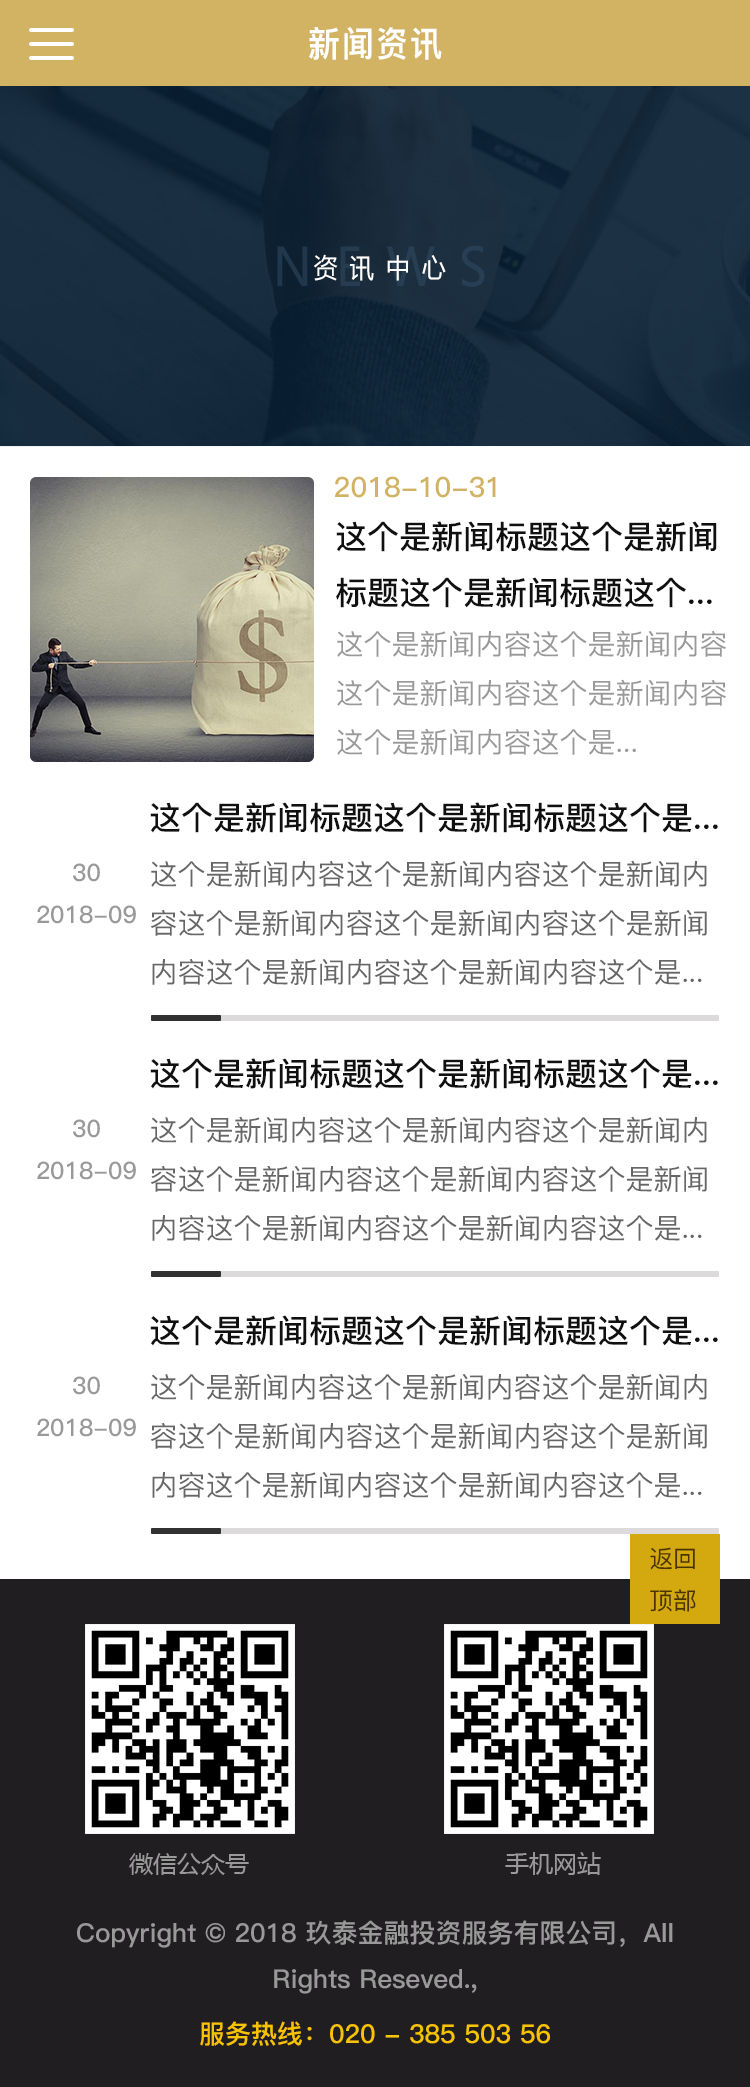 新闻资讯
NEWS
资讯中心
2018-10-31
这个是新闻标题这个是新闻
标题这个是新闻标题这个...
这个是新闻内容这个是新闻内容
这个是新闻内容这个是新闻内容
这个是新闻内容这个是...
$
这个是新闻标题这个是新闻标题这个是...
30
2018-09
这个是新闻内容这个是新闻内容这个是新闻内
容这个是新闻内容这个是新闻内容这个是新闻
内容这个是新闻内容这个是新闻内容这个是...
这个是新闻标题这个是新闻标题这个是...
30
2018-09
这个是新闻内容这个是新闻内容这个是新闻内
容这个是新闻内容这个是新闻内容这个是新闻
内容这个是新闻内容这个是新闻内容这个是...
这个是新闻标题这个是新闻标题这个是...
30
2018-09
这个是新闻内容这个是新闻内容这个是新闻内
容这个是新闻内容这个是新闻内容这个是新闻
内容这个是新闻内容这个是新闻内容这个是...
返回
顶部
微信公众号
手机网站
Copyright © 2018 玖泰金融投资服务有限公司，All
Rights Reseved.,
服务热线：020 - 385 503 56